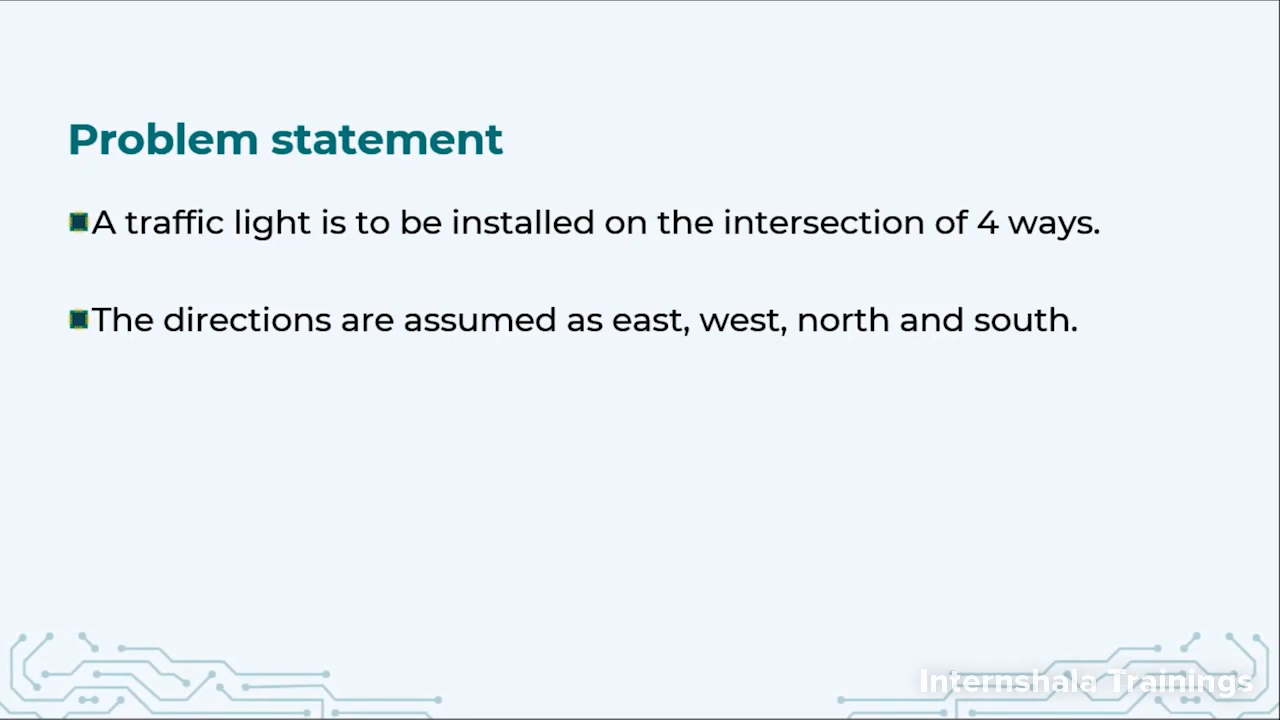 Problem statement
A traffic light is to be installed on the intersection of 4 ways.
The directions are assumed as east, west, north and south.
Internshala Trainings